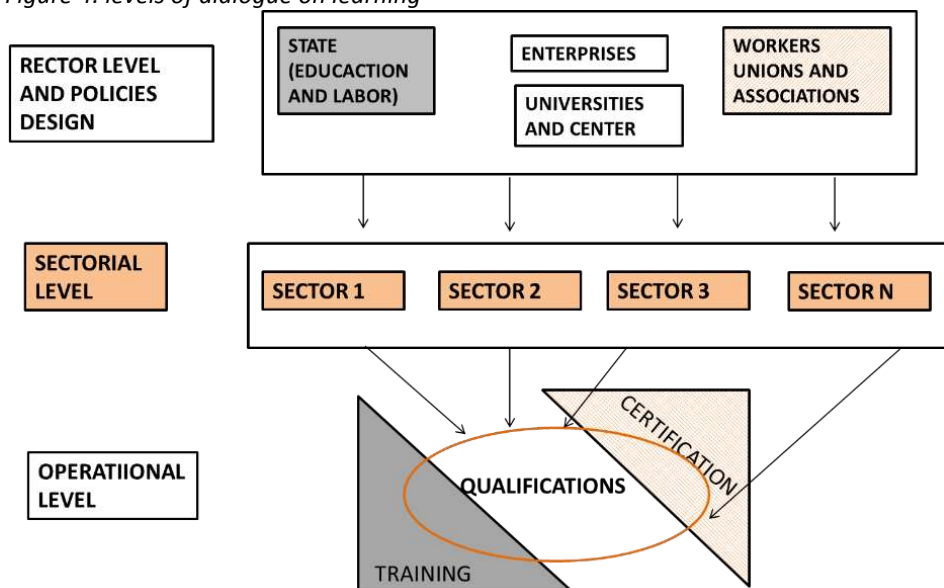 Figure 4: levels of dialogue on learning
RECTOR LEVEL
AND POLICIES
DESIGN
STATE
(EDUCACTION
AND LABOR)
ENTERPRISES
UNIVERSITIES
AND CENTER
WORKERS
UNIONS AND
ASSOCIATIONS
SECTORIAL
LEVEL
SECTOR 1
SECTOR 2
SECTOR 3
SECTOR N
OPERATIIONAL
LEVEL
CERTIFICATION
QUALIFICATIONS
TRAINING